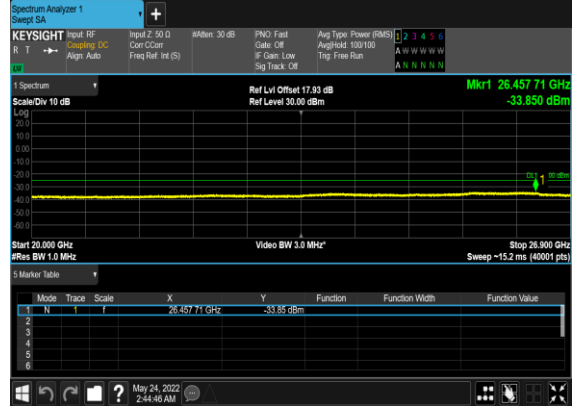 Spectrum Analyzer 1
Swept SA
+
KEYSIGHT Input: RF Input Z: 50 Ω #Atten: 30 dB PNO: Fast Avg Type: Power (RMS) 1 2 3 4 5 6
R T Coupling: DC Corr CCorr Gate: Off Avg|Hold: 100/100 A W W W W W
Align: Auto Freq Ref: Int (S) IF Gain: Low Trig: Free Run A N N N N N
Sig Track: Off
1 Spectrum Ref Lvl Offset 17.93 dB Mkr1 26.457 71 GHz
Scale/Div 10 dB Ref Level 30.00 dBm -33.850 dBm
Log
20.0
10.0
0.00
-10.0
-20.0
DL1 1
-30.0
-40.0
-50.0
-60.0
Start 20.000 GHz Video BW 3.0 MHz* Stop 26.900 GHz
#Res BW 1.0 MHz Sweep ~15.2 ms (40001 pts)
5 Marker Table
Mode Trace Scale X Y Function Function Width Function Value
1 N 1 f 26.457 71 GHz -33.85 dBm
2
3
4
5
6
? May 24, 2022
2:44:46 AM